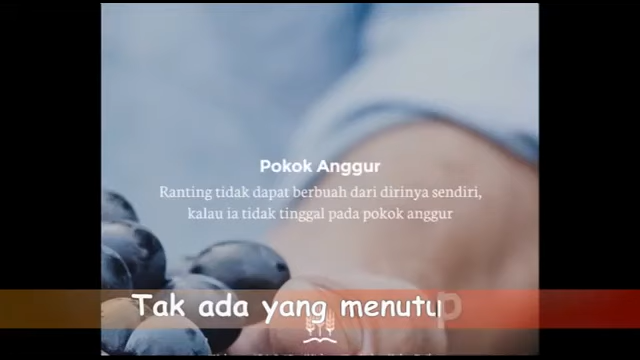 Pokok Anggur
Ranting tidak dapat berbuah dari dirinya sendiri,
kalau ia tidak tinggal pada pokok anggur
Tak ada yang menutup